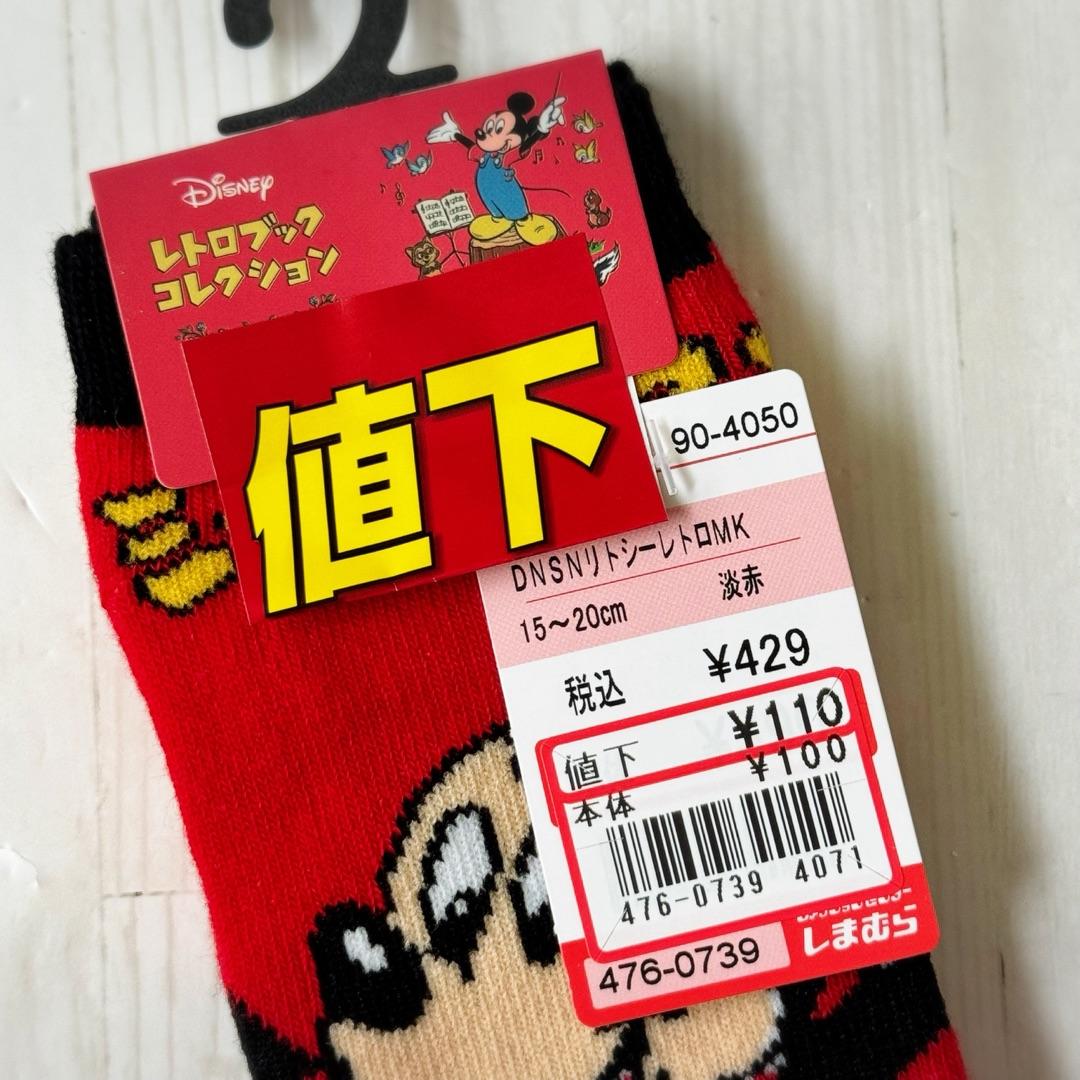 Disney
レトロブック
コレクション
値下
90-4050
DNSNリトシーレトロMK
15～20cm 淡赤
税込 ¥429
値下 ¥110
本体 ¥100
476-0739 4071
しまむら
476-0739